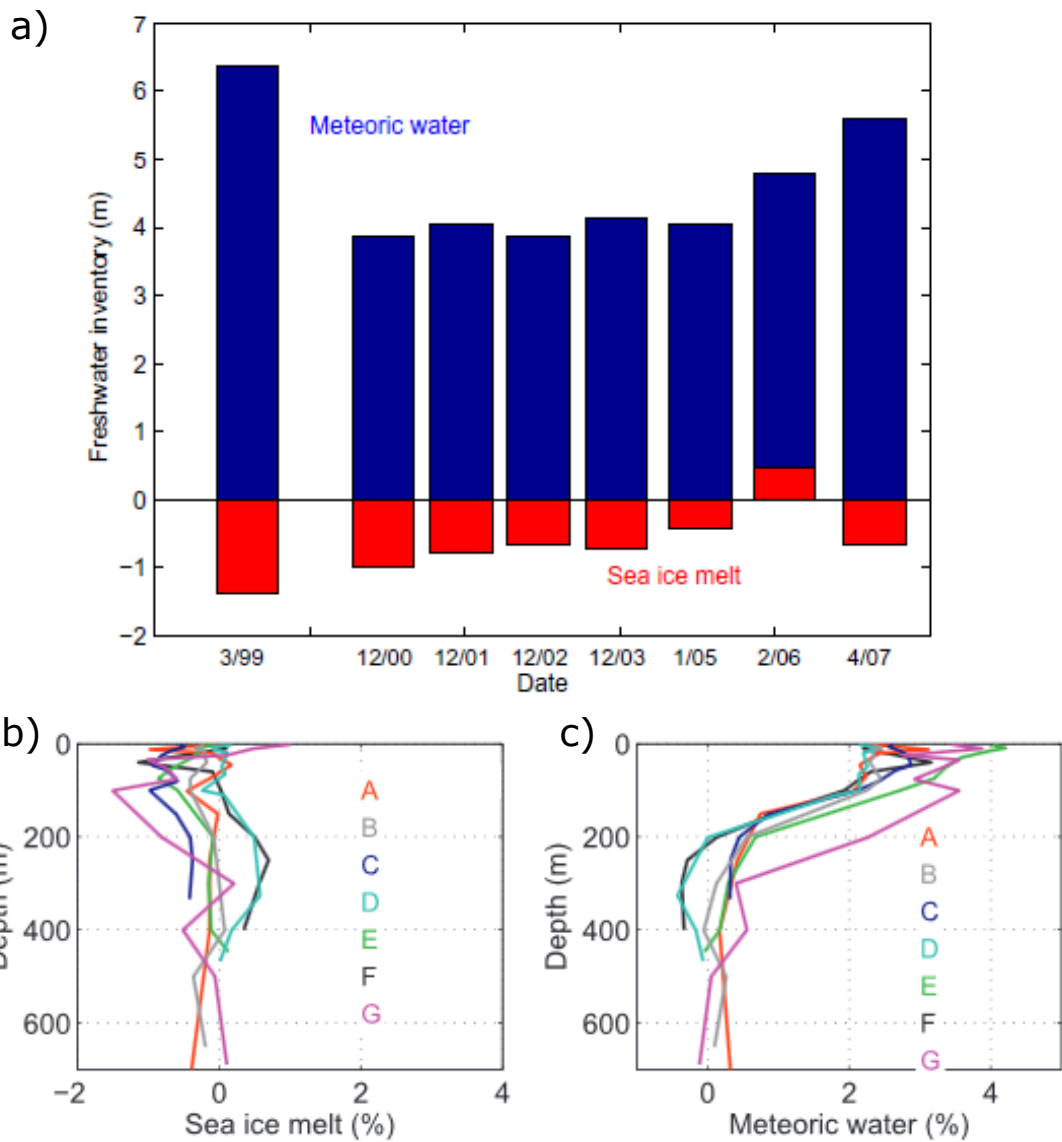 a)
7
6
5
4
3
2
1
0
−1
−2
Freshwater inventory (m)
Meteoric water
Sea ice melt
3/99 12/00 12/01 12/02 12/03 1/05 2/06 4/07
Date
b)
0
200
400
600
Depth (m)
A
B
C
D
E
F
G
−2 0 2 4
Sea ice melt (%)
c)
0
200
400
600
Depth (m)
A
B
C
D
E
F
G
0 2 4
Meteoric water (%)